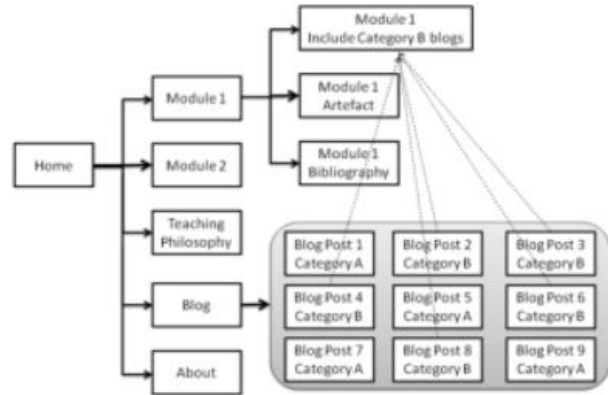 Module 1
Include Category B blogs
Module 1
Module 1
Artefact
Home
Module 2
Module 1
Bibliography
Teaching
Philosophy
Blog Post 1
Category A
Blog Post 2
Category B
Blog Post 3
Category B
Blog
Blog Post 4
Category B
Blog Post 5
Category A
Blog Post 6
Category B
About
Blog Post 7
Category A
Blog Post 8
Category B
Blog Post 9
Category A